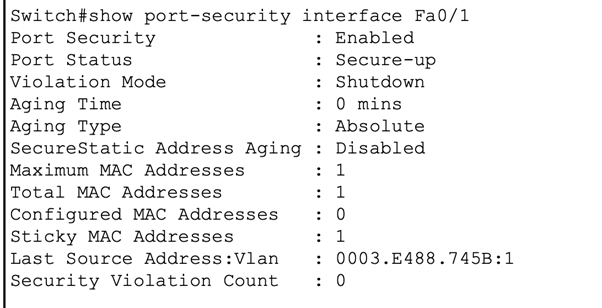 Switch#show port-security interface Fa0/1
Port Security : Enabled
Port Status : Secure-up
Violation Mode : Shutdown
Aging Time : 0 mins
Aging Type : Absolute
SecureStatic Address Aging : Disabled
Maximum MAC Addresses : 1
Total MAC Addresses : 1
Configured MAC Addresses : 0
Sticky MAC Addresses : 1
Last Source Address:Vlan : 0003.E488.745B:1
Security Violation Count : 0